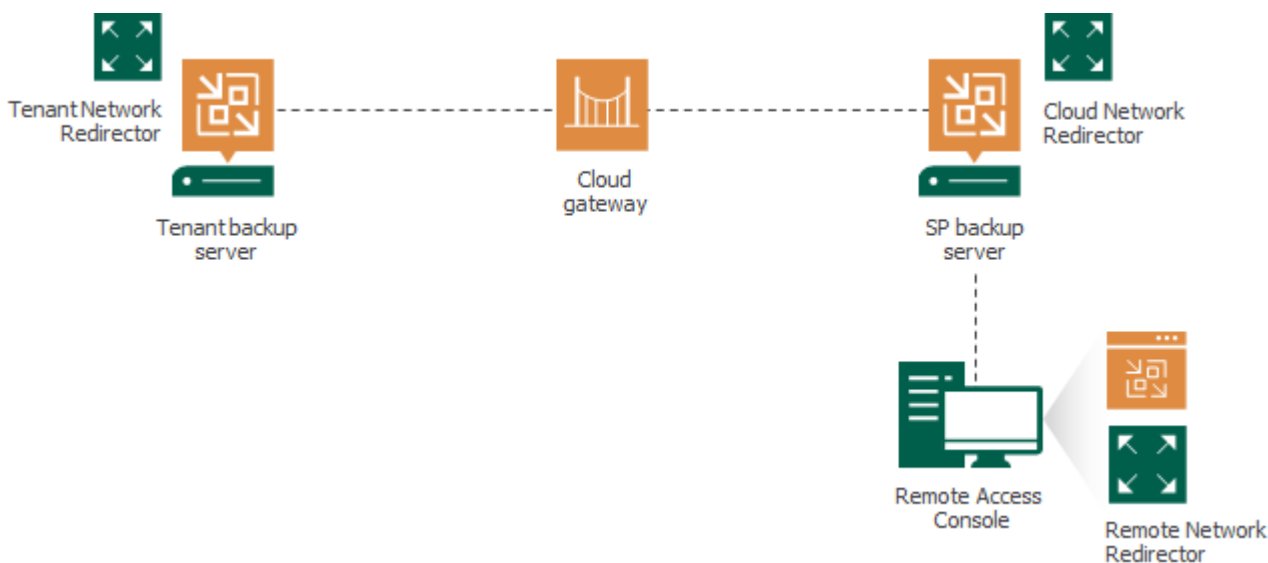 Tenant Network
Redirector
Tenant backup
server
Cloud
gateway
Cloud Network
Redirector
SP backup
server
Remote Access
Console
Remote Network
Redirector